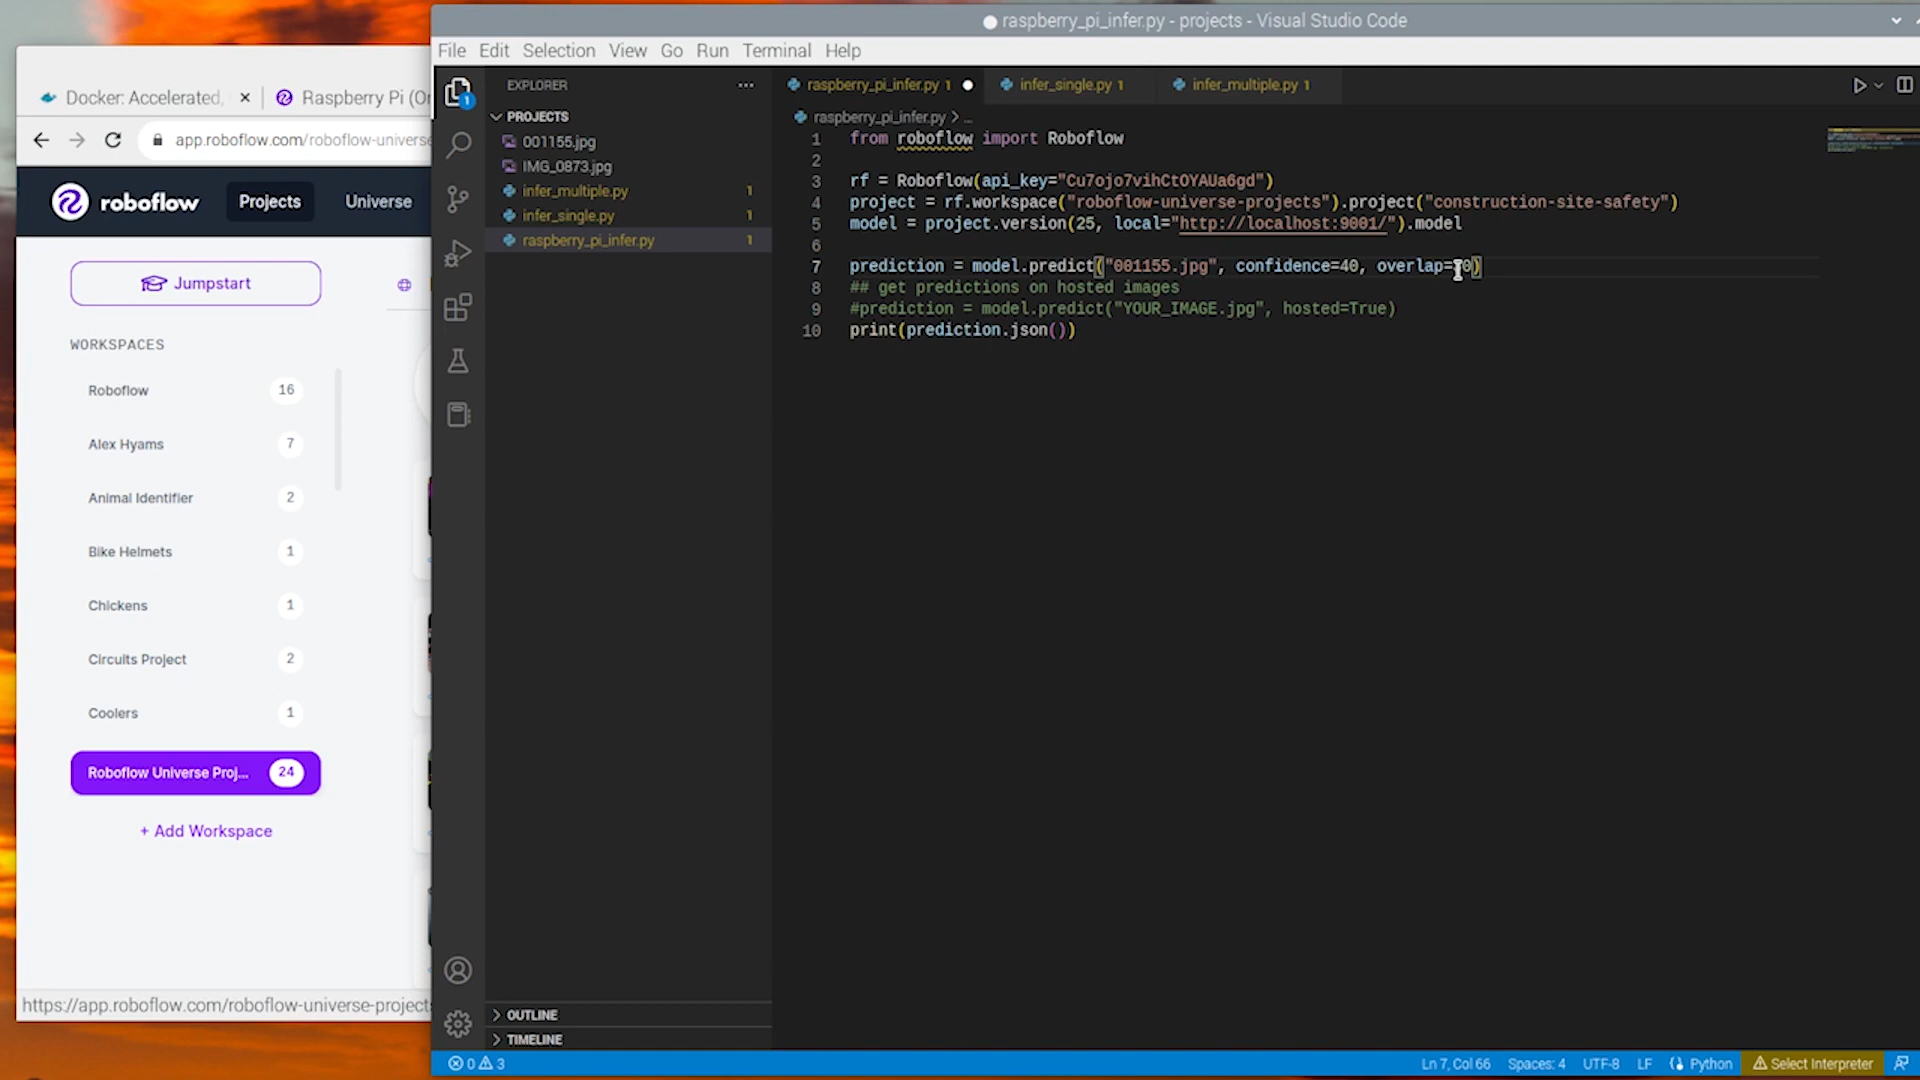 raspberry_pi_infer.py - projects - Visual Studio Code
File Edit Selection View Go Run Terminal Help
Docker: Accelerated,
Raspberry Pi (Or
app.roboflow.com/roboflow-universe
roboflow
Projects
Universe
Jumpstart
WORKSPACES
Roboflow 16
Alex Hyams 7
Animal Identifier 2
Bike Helmets 1
Chickens 1
Circuits Project 2
Coolers 1
Roboflow Universe Proj... 24
+ Add Workspace
https://app.roboflow.com/roboflow-universe-projects
1
EXPLORER
PROJECTS
001155.jpg
IMG_0873.jpg
infer_multiple.py 1
infer_single.py 1
raspberry_pi_infer.py 1
OUTLINE
TIMELINE
raspberry_pi_infer.py 1
infer_single.py 1
infer_multiple.py 1
raspberry_pi_infer.py > ...
1 from roboflow import Roboflow
2
3 rf = Roboflow(api_key="Cu7ojo7vihCtOYAUa6gd")
4 project = rf.workspace("roboflow-universe-projects").project("construction-site-safety")
5 model = project.version(25, local="http://localhost:9001/").model
6
7 prediction = model.predict("001155.jpg", confidence=40,
8 ## get predictions on hosted images
9 #prediction = model.predict("YOUR_IMAGE.jpg", hosted=True)
10 print(prediction.json())
0 3
Ln 7, Col 66 Spaces: 4 UTF-8 LF Python Select Interpreter